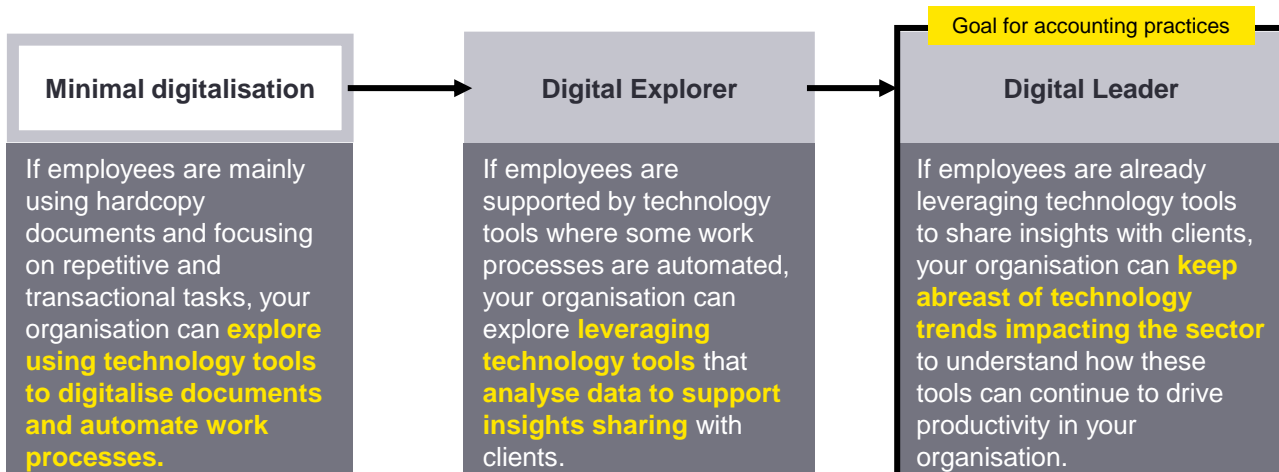 Goal for accounting practices
Minimal digitalisation
If employees are mainly
using hardcopy
documents and focusing
on repetitive and
transactional tasks, your
organisation can explore
using technology tools
to digitalise documents
and automate work
processes.
Digital Explorer
If employees are
supported by technology
tools where some work
processes are automated,
your organisation can
explore leveraging
technology tools that
analyse data to support
insights sharing with
clients.
Digital Leader
If employees are already
leveraging technology tools
to share insights with clients,
your organisation can keep
abreast of technology
trends impacting the sector
to understand how these
tools can continue to drive
productivity in your
organisation.